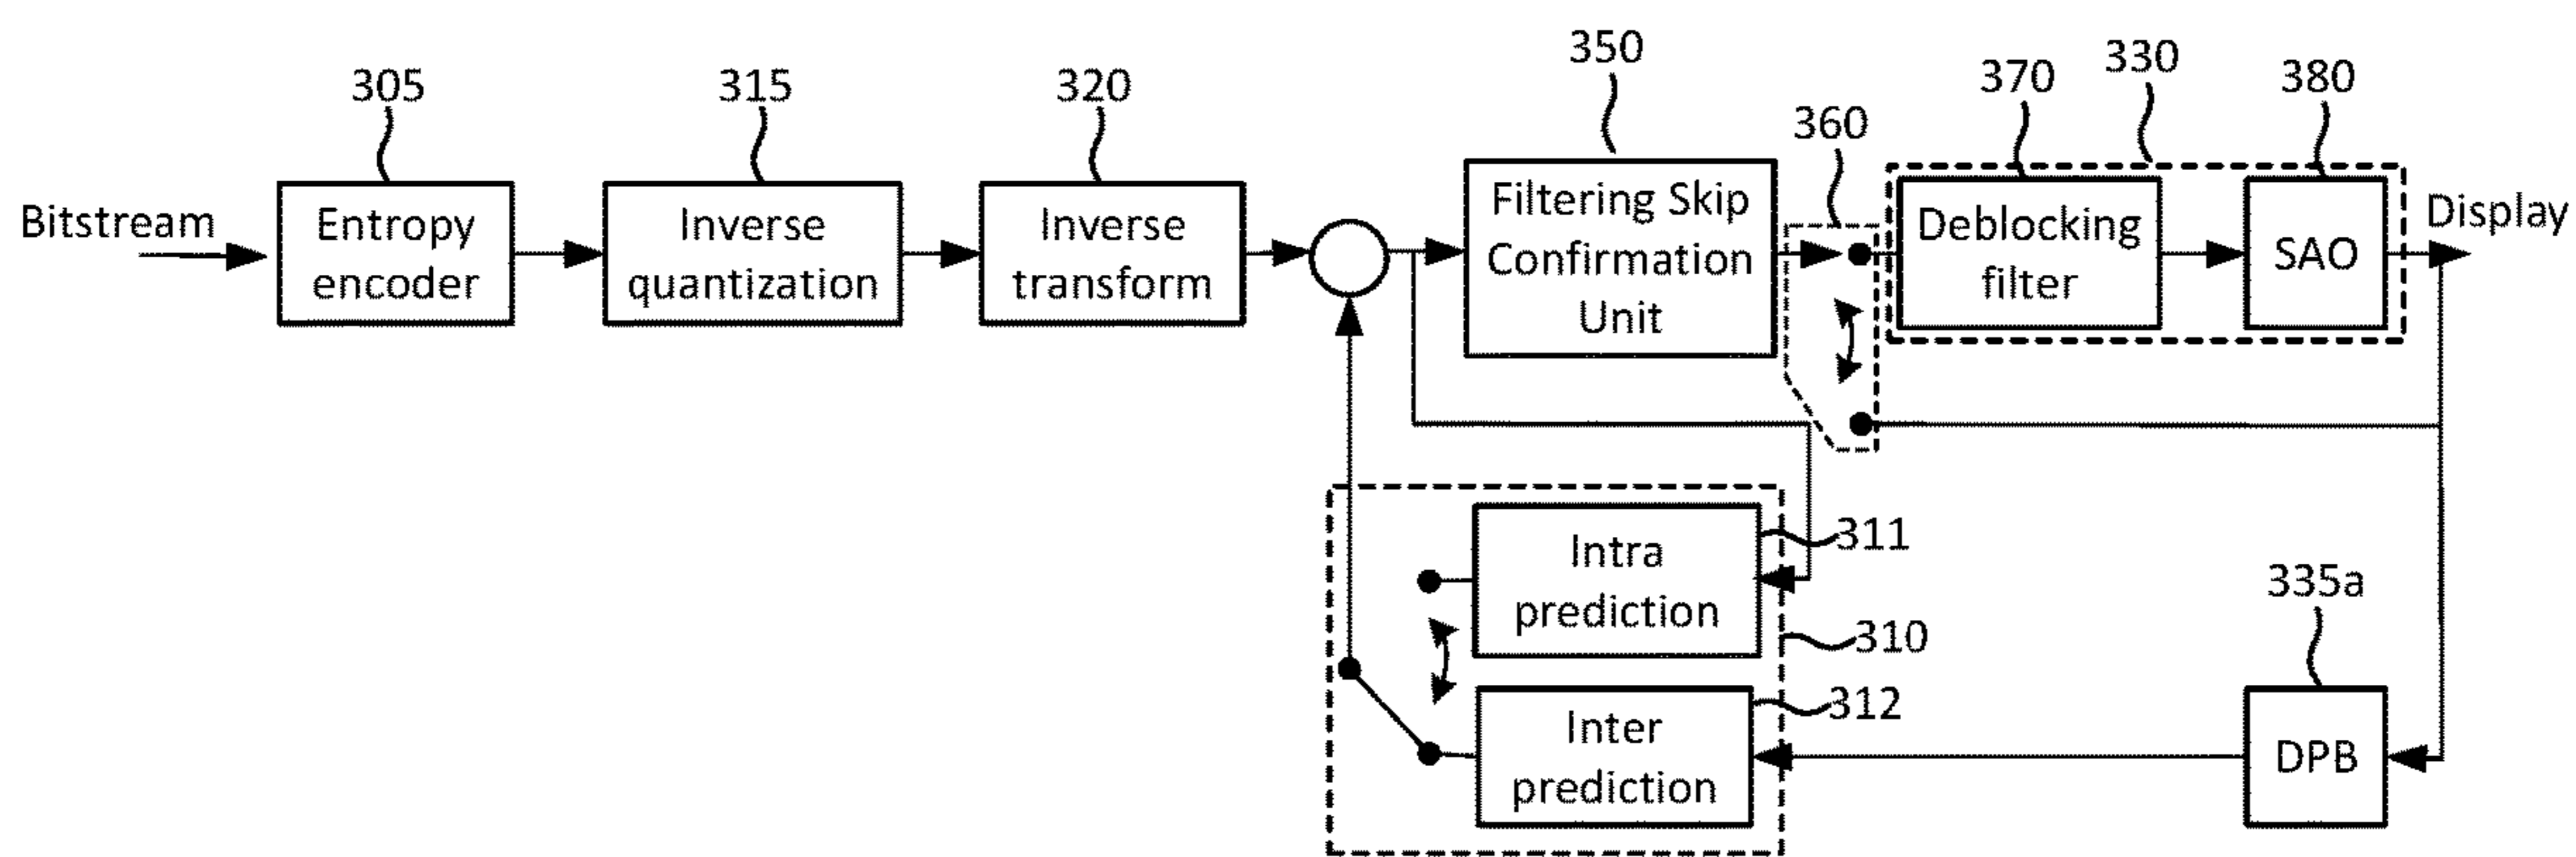 350
330
305
315
320
370
380
360
Bitstream
Entropy
encoder
Inverse
quantization
Inverse
transform
Filtering Skip
Confirmation
Unit
Deblocking
filter
SAO
Display
311
Intra
prediction
310
335a
312
Inter
prediction
DPB